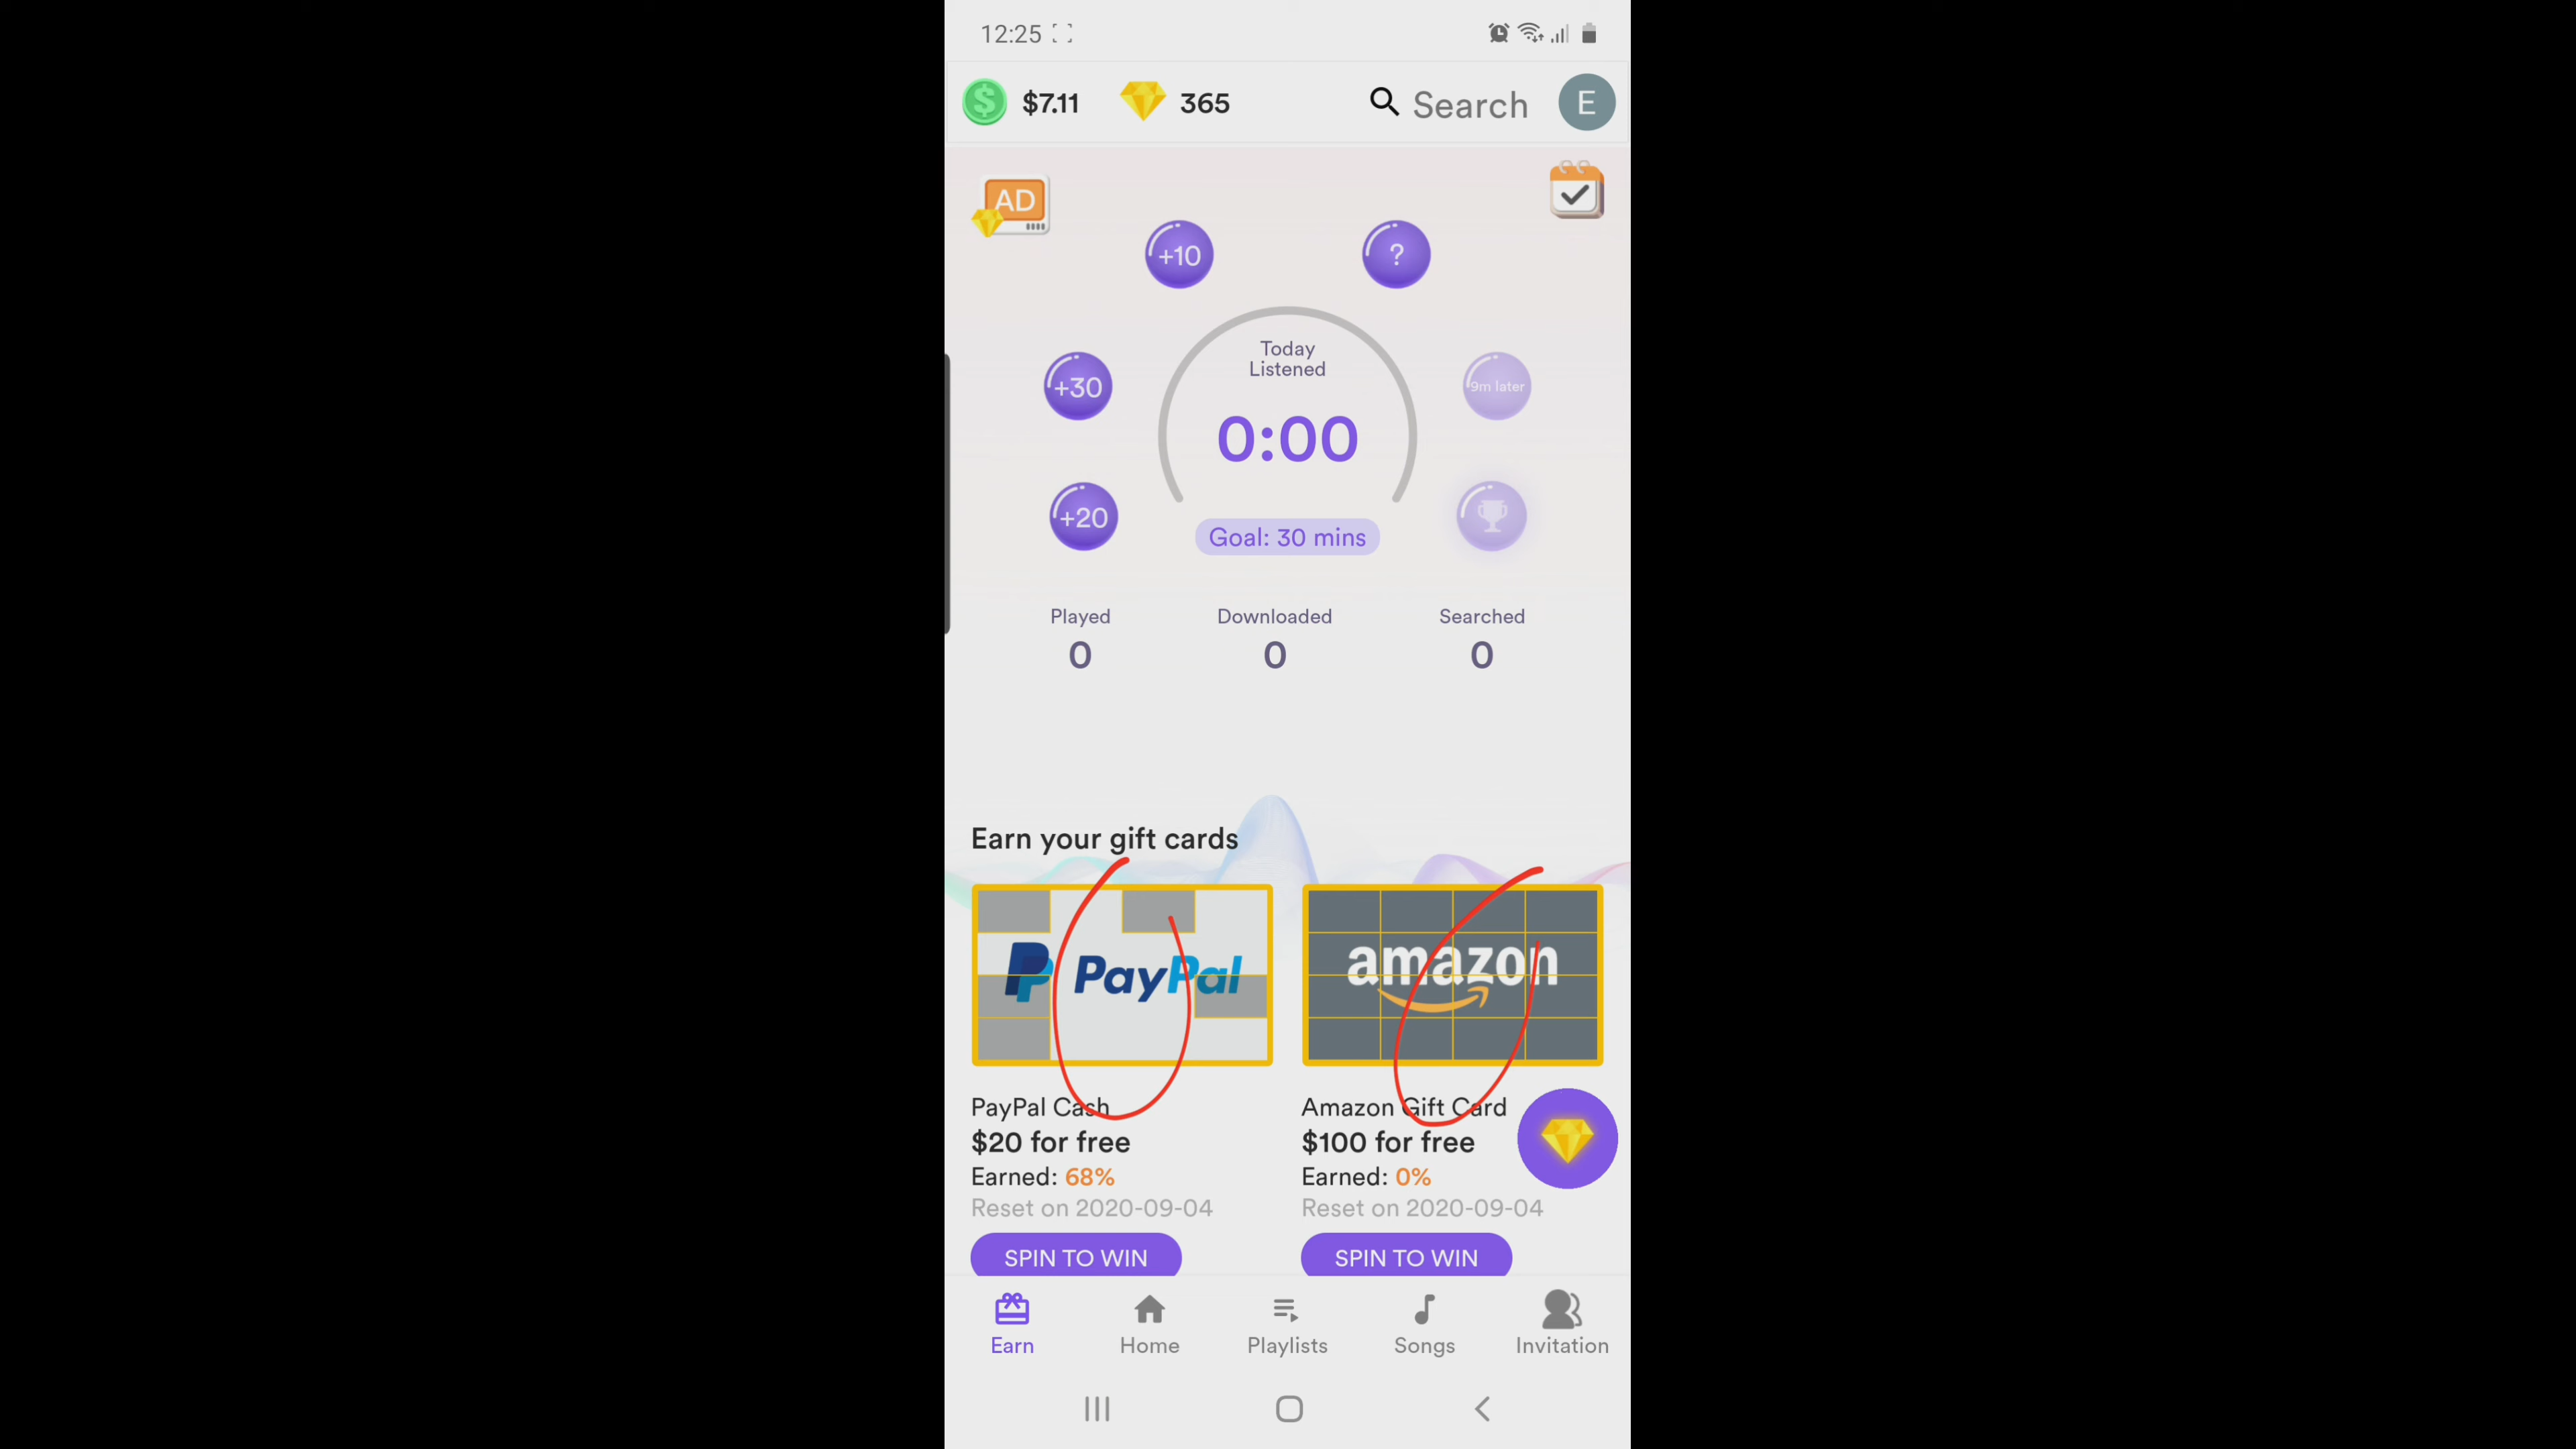 12:25
$7.11 365 Search E
AD
+10 ?
Today
Listened
+30 9m later
0:00
+20
Goal: 30 mins
Played Downloaded Searched
0 0 0
Earn your gift cards
PayPal amazon
PayPal Cash Amazon Gift Card
$20 for free $100 for free
Earned: 68% Earned: 0%
Reset on 2020-09-04 Reset on 2020-09-04
SPIN TO WIN SPIN TO WIN
Earn Home Playlists Songs Invitation